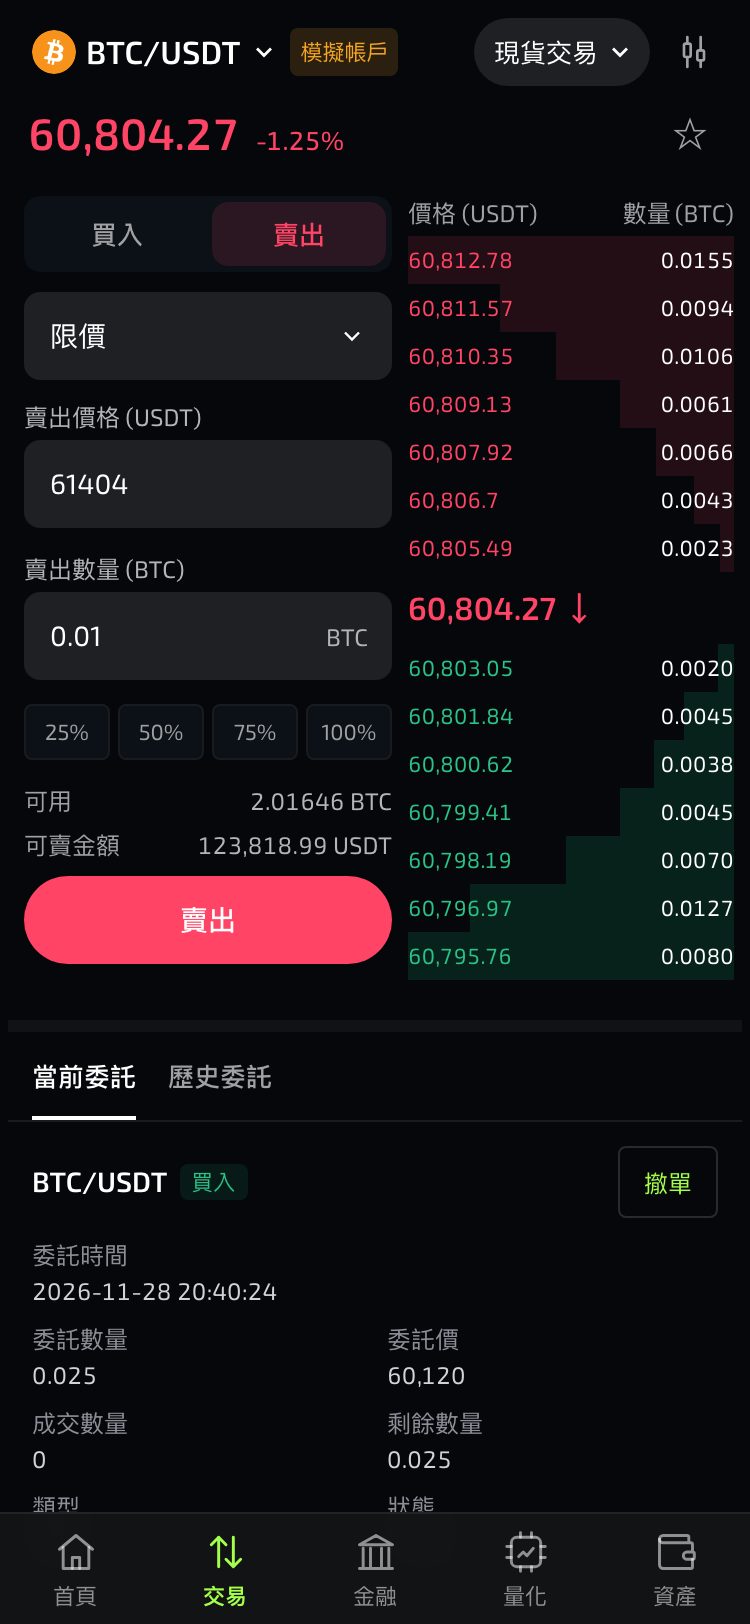 BTC/USDT 模擬帳戶 現貨交易
60,804.27 -1.25%
買入 賣出
限價
賣出價格 (USDT)
61404
賣出數量 (BTC)
0.01 BTC
25% 50% 75% 100%
可用 2.01646 BTC
可賣金額 123,818.99 USDT
賣出
價格 (USDT) 數量 (BTC)
60,812.78 0.0155
60,811.57 0.0094
60,810.35 0.0106
60,809.13 0.0061
60,807.92 0.0066
60,806.7 0.0043
60,805.49 0.0023
60,804.27 ↓
60,803.05 0.0020
60,801.84 0.0045
60,800.62 0.0038
60,799.41 0.0045
60,798.19 0.0070
60,796.97 0.0127
60,795.76 0.0080
當前委託 歷史委託
BTC/USDT 買入 撤單
委託時間
2026-11-28 20:40:24
委託數量 委託價
0.025 60,120
成交數量 剩餘數量
0 0.025
類型 狀態
首頁 交易 金融 量化 資產